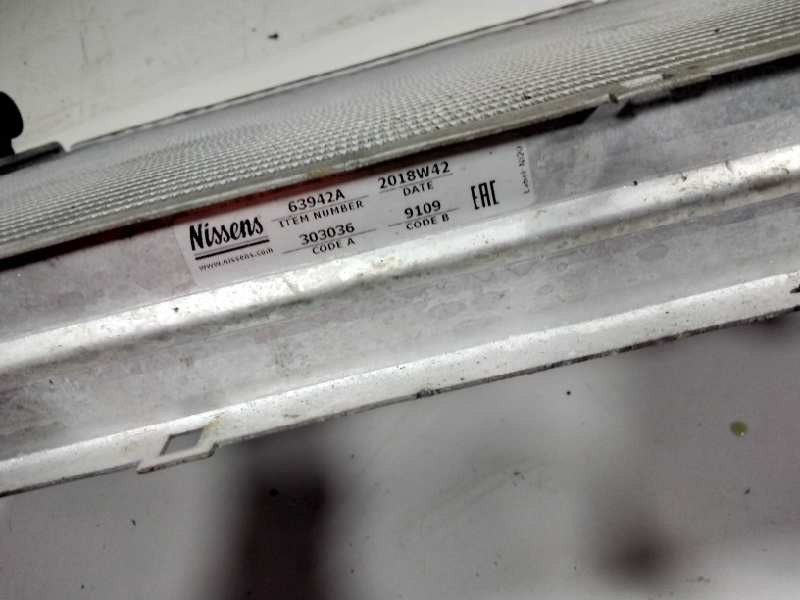 Nissens
www.nissens.com
63942A
ITEM NUMBER
2018W42
DATE
303036
CODE A
9109
CODE B
EAC